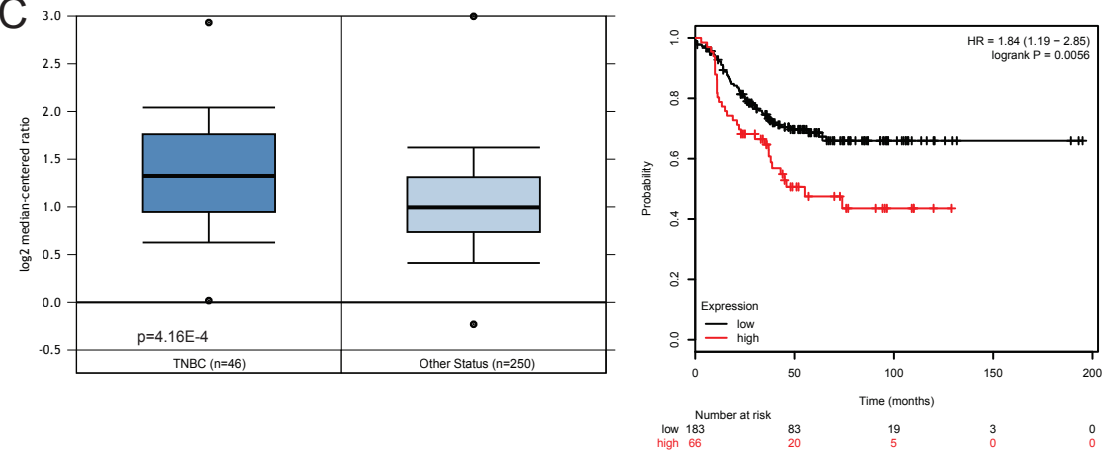 C
3.0
2.5
2.0
1.5
1.0
0.5
0.0
-0.5
log2 median-centered ratio
p=4.16E-4
TNBC (n=46)
Other Status (n=250)
HR = 1.84 (1.19 − 2.85)
logrank P = 0.0056
1.0
0.8
0.6
0.4
0.2
0.0
Probability
Expression
low
high
0 50 100 150 200
Time (months)
Number at risk
low 183 83 19 3 0
high 66 20 5 0 0